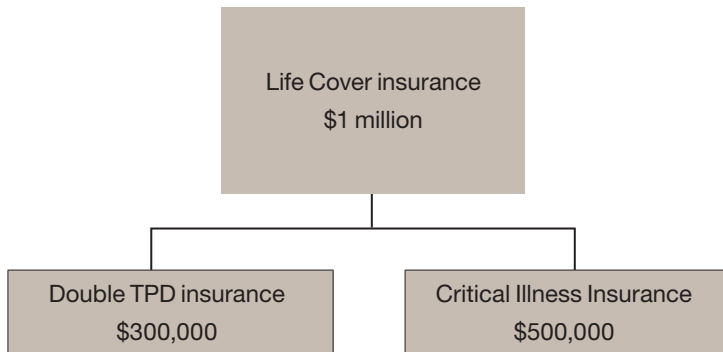 Life Cover insurance
$1 million
Double TPD insurance
$300,000
Critical Illness Insurance
$500,000